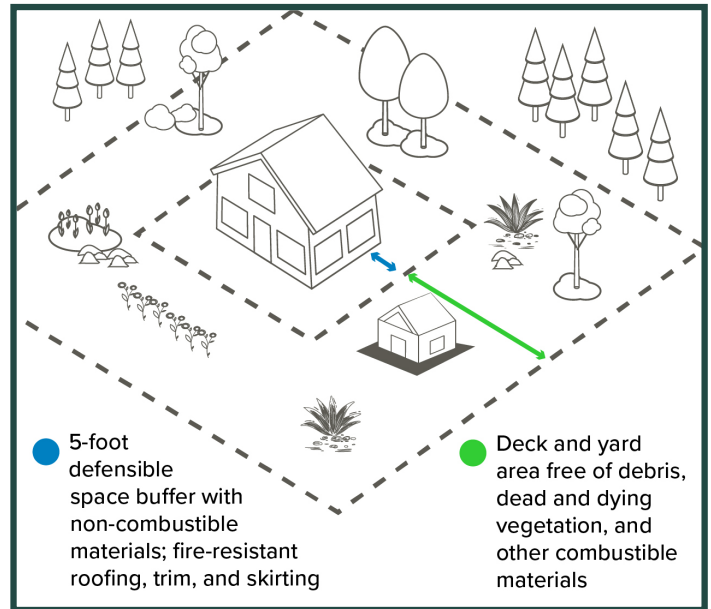 5-foot
defensible
space buffer with
non-combustible
materials; fire-resistant
roofing, trim, and skirting
Deck and yard
area free of debris,
dead and dying
vegetation, and
other combustible
materials